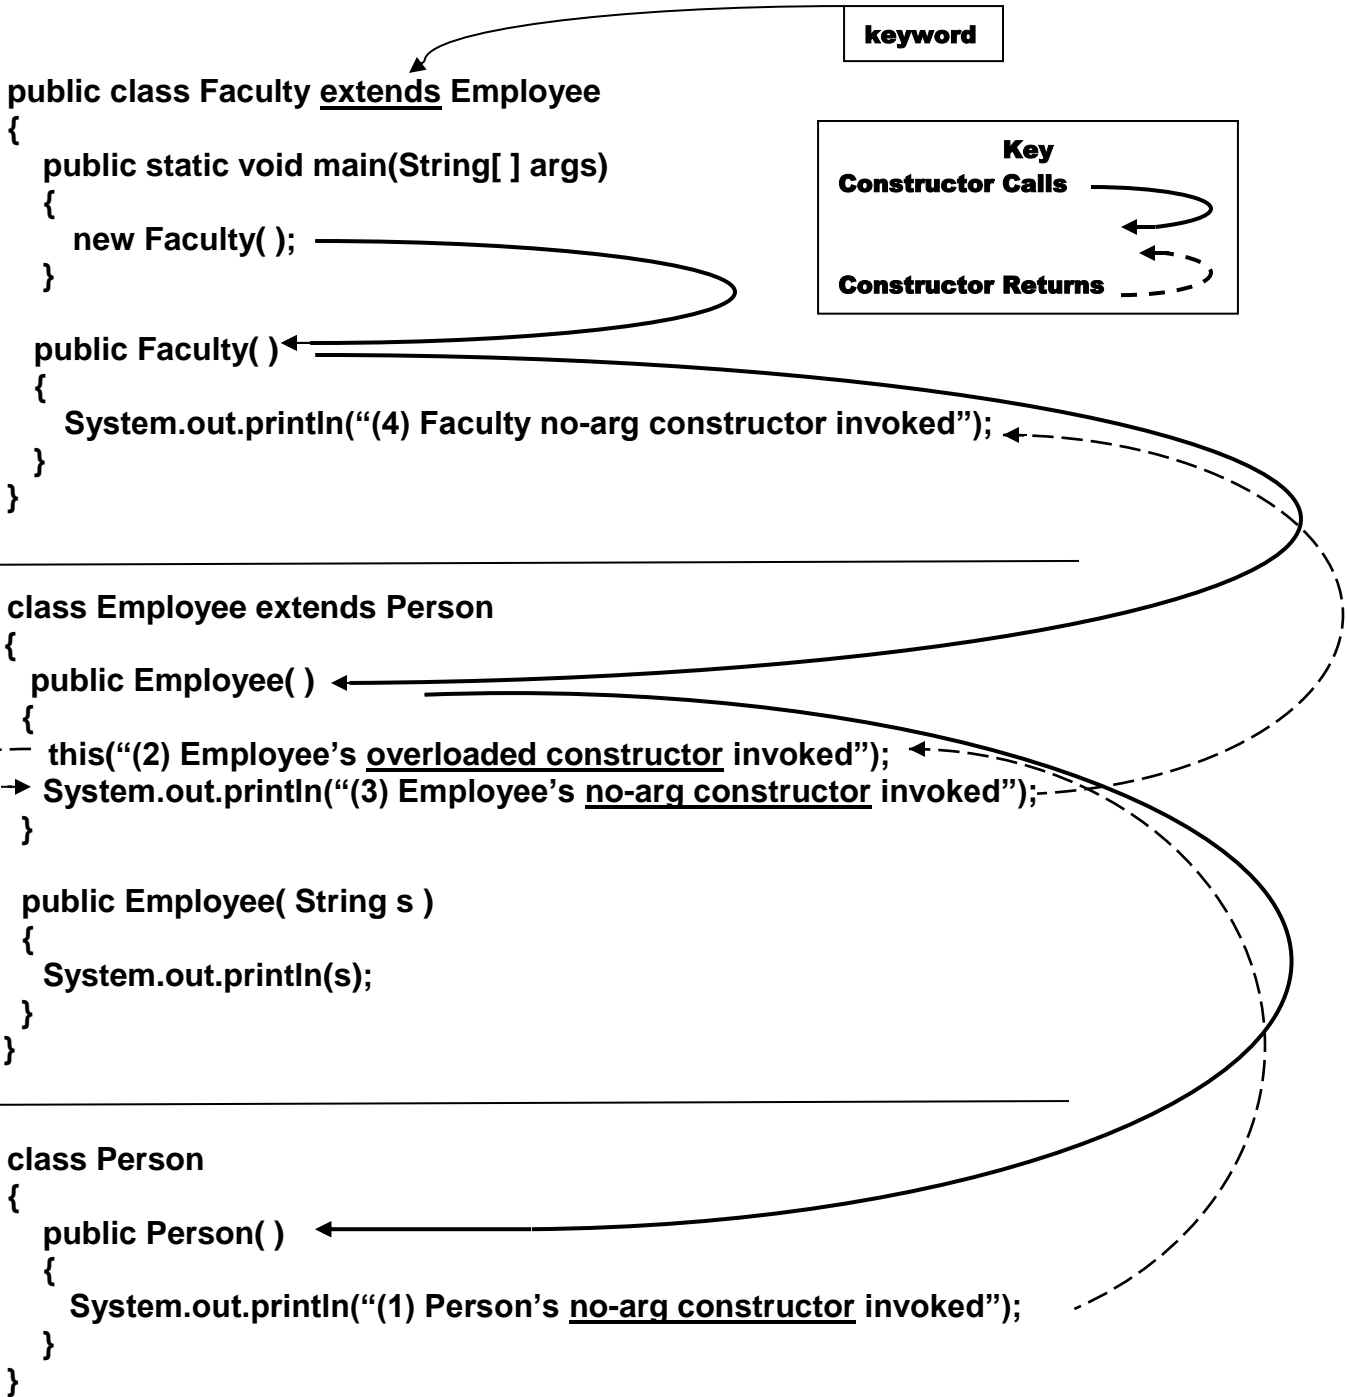 keyword
public class Faculty extends Employee
{
public static void main(String[ ] args)
{
new Faculty( );
}
Key
Constructor Calls
Constructor Returns
public Faculty( )
{
System.out.println(“(4) Faculty no-arg constructor invoked”);
}
}
class Employee extends Person
{
public Employee( )
{
this(“(2) Employee’s overloaded constructor invoked”);
System.out.println(“(3) Employee’s no-arg constructor invoked”);
}
public Employee( String s )
{
System.out.println(s);
}
}
class Person
{
public Person( )
{
System.out.println(“(1) Person’s no-arg constructor invoked”);
}
}